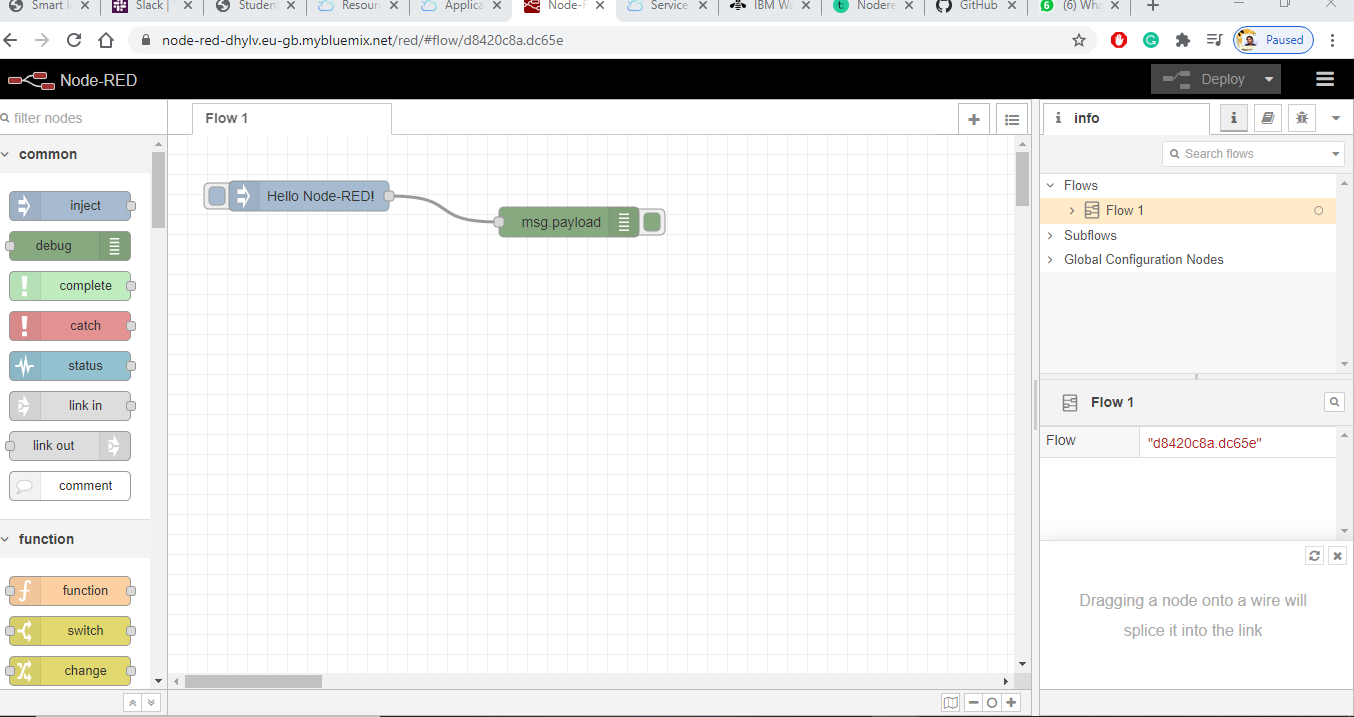 Smart I
Slack |
Studen
Resour
Applica
Node-R
Service
IBM Wa
Nodere
GitHub
(6) Wha
node-red-dhylv.eu-gb.mybluemix.net/red/#flow/d8420c8a.dc65e
Paused
Node-RED
Deploy
filter nodes
Flow 1
info
common
Search flows
inject
debug
complete
catch
status
link in
link out
comment
function
function
switch
change
Hello Node-RED!
msg.payload
Flows
Flow 1
Subflows
Global Configuration Nodes
Flow 1
Flow "d8420c8a.dc65e"
Dragging a node onto a wire will
splice it into the link